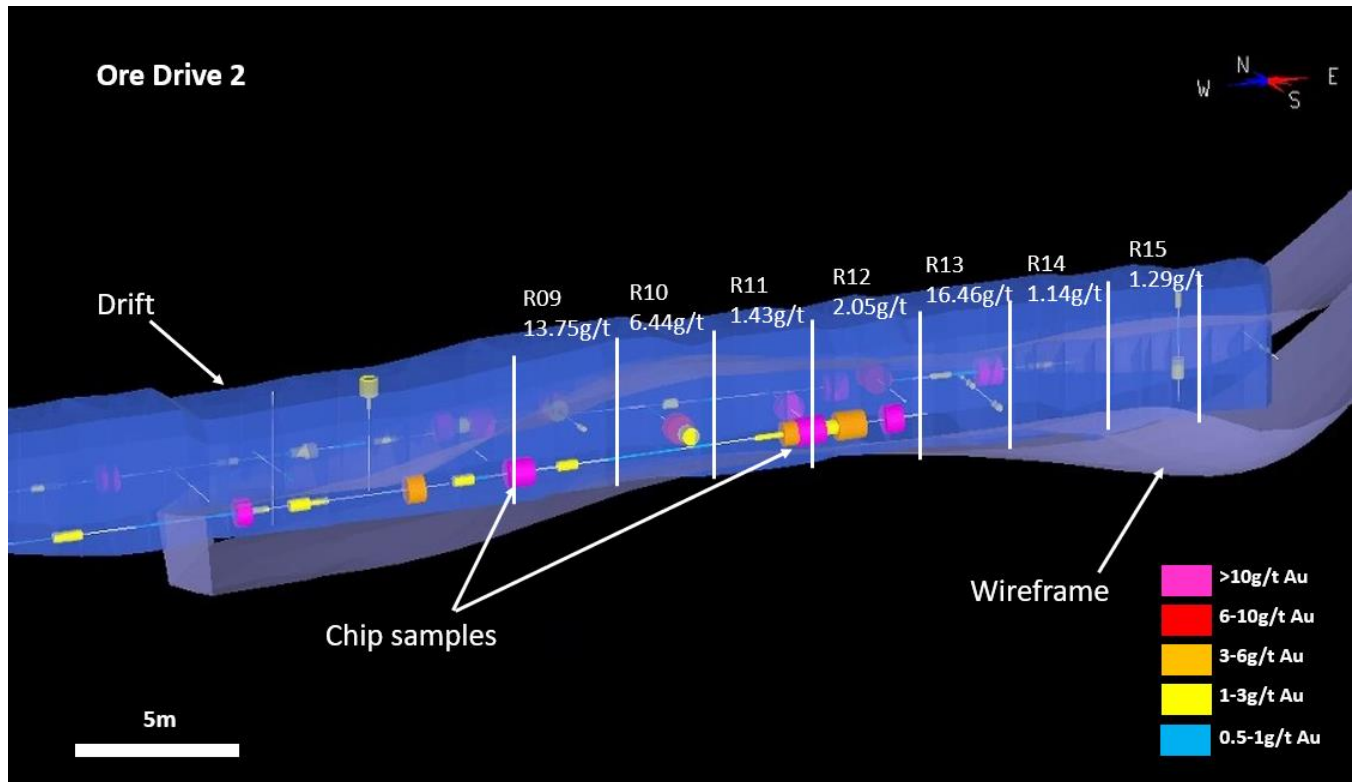 Ore Drive 2
N
W
E
S
Drift
R09
13.75g/t
R10
6.44g/t
R11
1.43g/t
R12
2.05g/t
R13
16.46g/t
R14
1.14g/t
R15
1.29g/t
Chip samples
Wireframe
>10g/t Au
6-10g/t Au
3-6g/t Au
1-3g/t Au
0.5-1g/t Au
5m